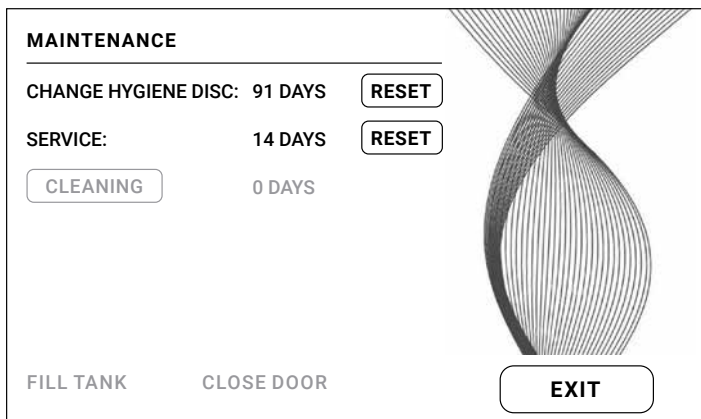 MAINTENANCE
CHANGE HYGIENE DISC: 91 DAYS RESET
SERVICE: 14 DAYS RESET
CLEANING 0 DAYS
FILL TANK CLOSE DOOR EXIT